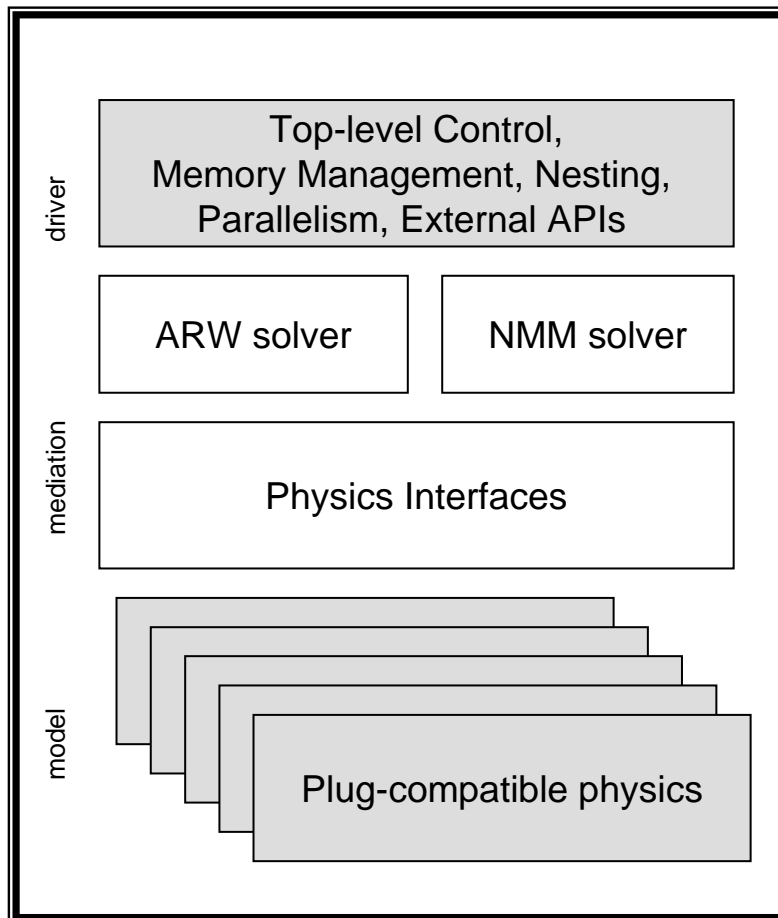 driver
Top-level Control,
Memory Management, Nesting,
Parallelism, External APIs
ARW solver
NMM solver
mediation
Physics Interfaces
model
Plug-compatible physics